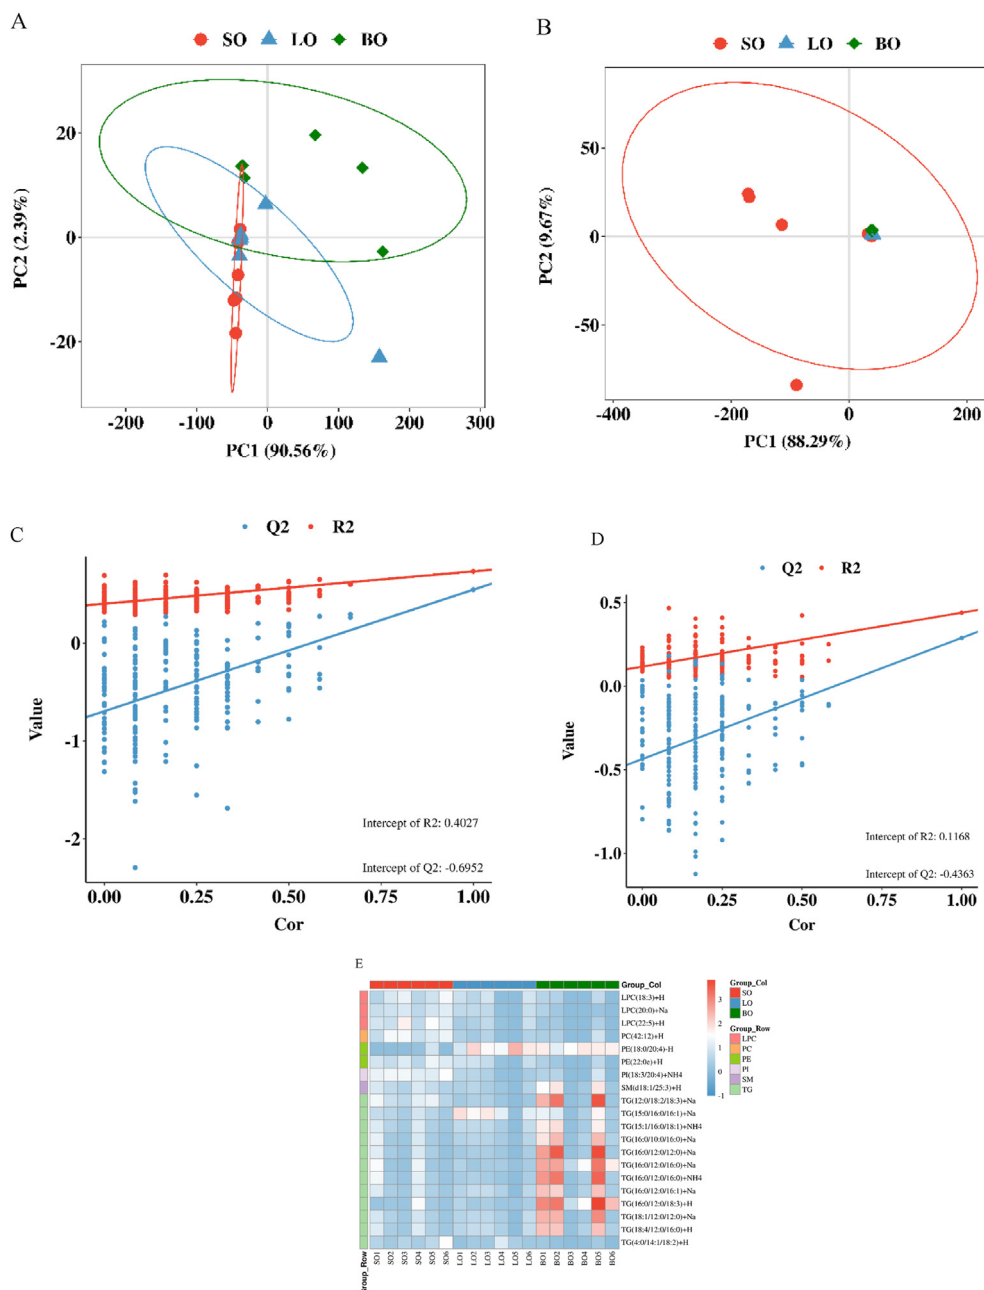 A
SO LO BO
20
0
-20
PC2 (2.39%)
-200 -100 0 100 200 300
PC1 (90.56%)
B
SO LO BO
50
0
-50
PC2 (9.67%)
-400 -200 0 200
PC1 (88.29%)
C
Q2 R2
0
-1
-2
Value
Intercept of R2: 0.4027
Intercept of Q2: -0.6952
0.00 0.25 0.50 0.75 1.00
Cor
D
Q2 R2
0.5
0.0
-0.5
-1.0
Value
Intercept of R2: 0.1168
Intercept of Q2: -0.4363
0.00 0.25 0.50 0.75 1.00
Cor
E
Group_Col
LPC(18:3)+H
LPC(20:0)+Na
LPC(22:5)+H
PC(42:12)+H
PE(18:0/20:4)-H
PE(22:0e)+H
PI(18:3/20:4)+NH4
SM(d18:1/25:3)+H
TG(12:0/18:2/18:3)+Na
TG(15:0/16:0/16:1)+Na
TG(15:1/16:0/18:1)+NH4
TG(16:0/10:0/16:0)+Na
TG(16:0/12:0/12:0)+Na
TG(16:0/12:0/16:0)+Na
TG(16:0/12:0/16:0)+NH4
TG(16:0/12:0/16:1)+Na
TG(16:0/12:0/18:3)+H
TG(18:1/12:0/12:0)+Na
TG(18:4/12:0/16:0)+H
TG(4:0/14:1/18:2)+H
Group_Row
SO1 SO2 SO3 SO4 SO5 SO6 LO1 LO2 LO3 LO4 LO5 LO6 BO1 BO2 BO3 BO4 BO5 BO6
3
2
1
0
-1
Group_Col
SO
LO
BO
Group_Row
LPC
PC
PE
PI
SM
TG